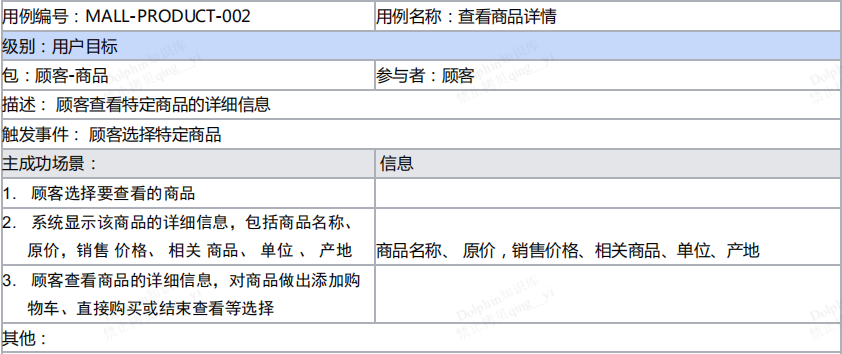 用例编号：MALL-PRODUCT-002 用例名称：查看商品详情
级别：用户目标
包：顾客-商品 参与者：顾客
描述： 顾客查看特定商品的详细信息
触发事件： 顾客选择特定商品
主成功场景： 信息
1. 顾客选择要查看的商品
2. 系统显示该商品的详细信息，包括商品名称、
原价，销售 价格、 相关 商品、 单位 、 产地 商品名称、 原价，销售价格、相关商品、单位、产地
3. 顾客查看商品的详细信息，对商品做出添加购
物车、直接购买或结束查看等选择
其他：